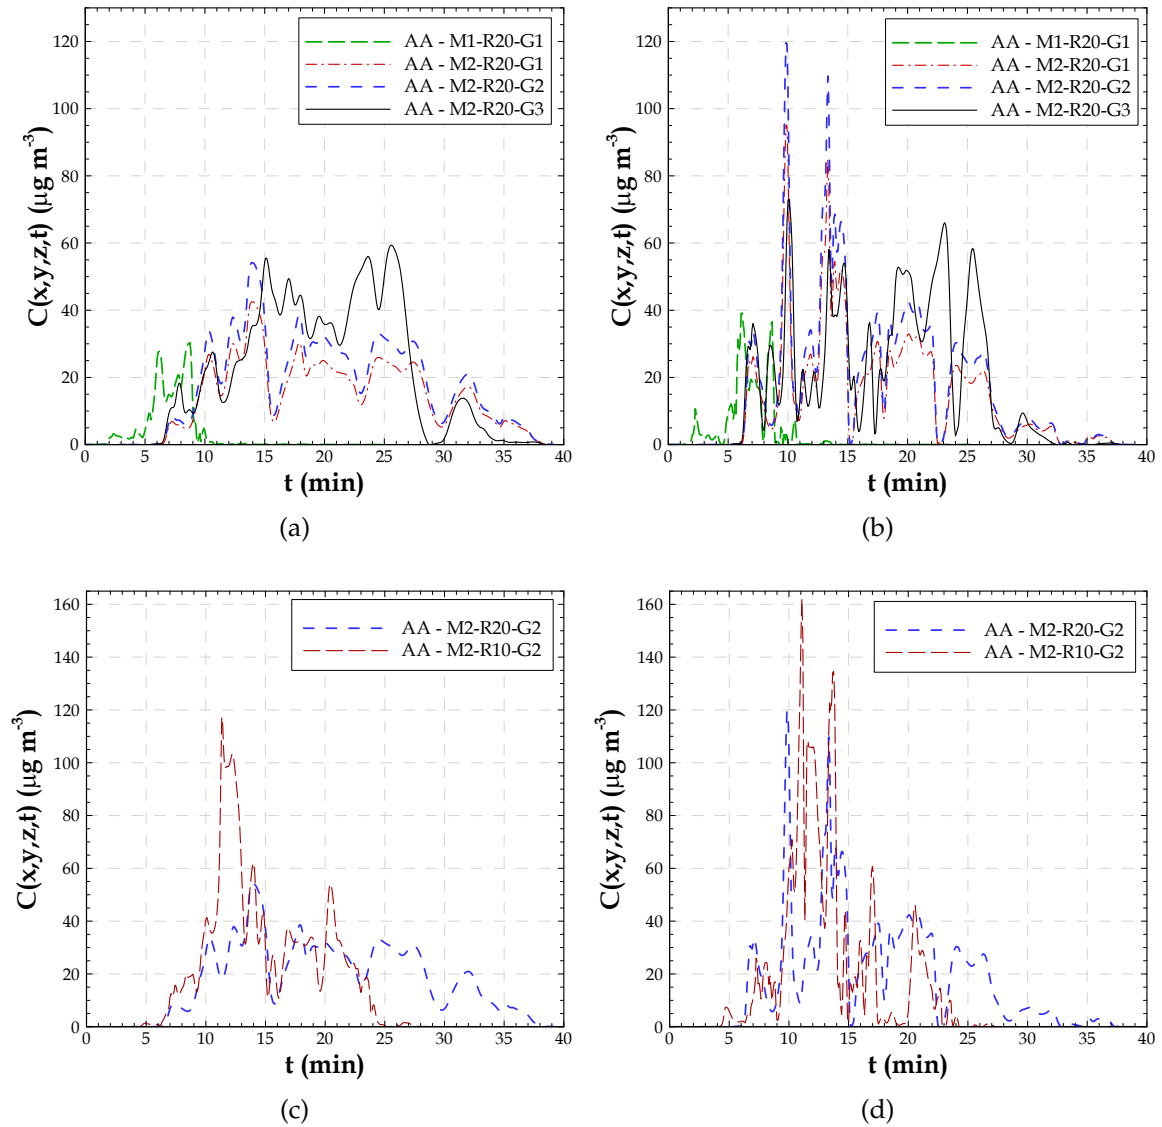 AA - M1-R20-G1
AA - M2-R20-G1
AA - M2-R20-G2
AA - M2-R20-G3
C(x,y,z,t) (μg m-3)
120
100
80
60
40
20
0
0 5 10 15 20 25 30 35 40
t (min)
(a)
AA - M1-R20-G1
AA - M2-R20-G1
AA - M2-R20-G2
AA - M2-R20-G3
C(x,y,z,t) (μg m-3)
120
100
80
60
40
20
0
0 5 10 15 20 25 30 35 40
t (min)
(b)
AA - M2-R20-G2
AA - M2-R10-G2
C(x,y,z,t) (μg m-3)
160
140
120
100
80
60
40
20
0
0 5 10 15 20 25 30 35 40
t (min)
(c)
AA - M2-R20-G2
AA - M2-R10-G2
C(x,y,z,t) (μg m-3)
160
140
120
100
80
60
40
20
0
0 5 10 15 20 25 30 35 40
t (min)
(d)